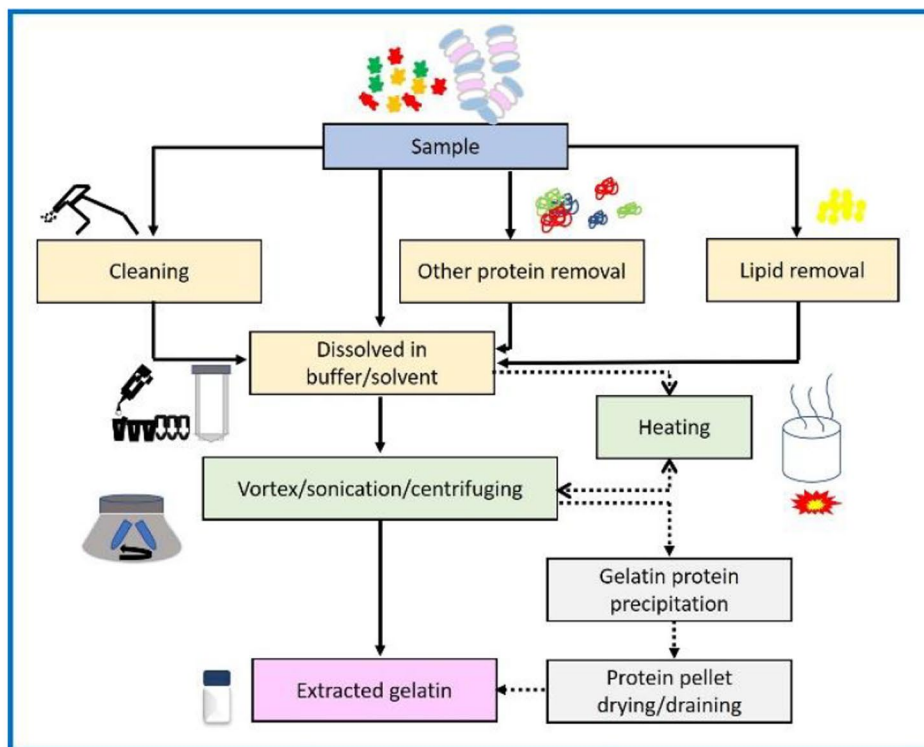 Sample
Cleaning
Other protein removal
Lipid removal
Dissolved in
buffer/solvent
Heating
Vortex/sonication/centrifuging
Gelatin protein
precipitation
Extracted gelatin
Protein pellet
drying/draining